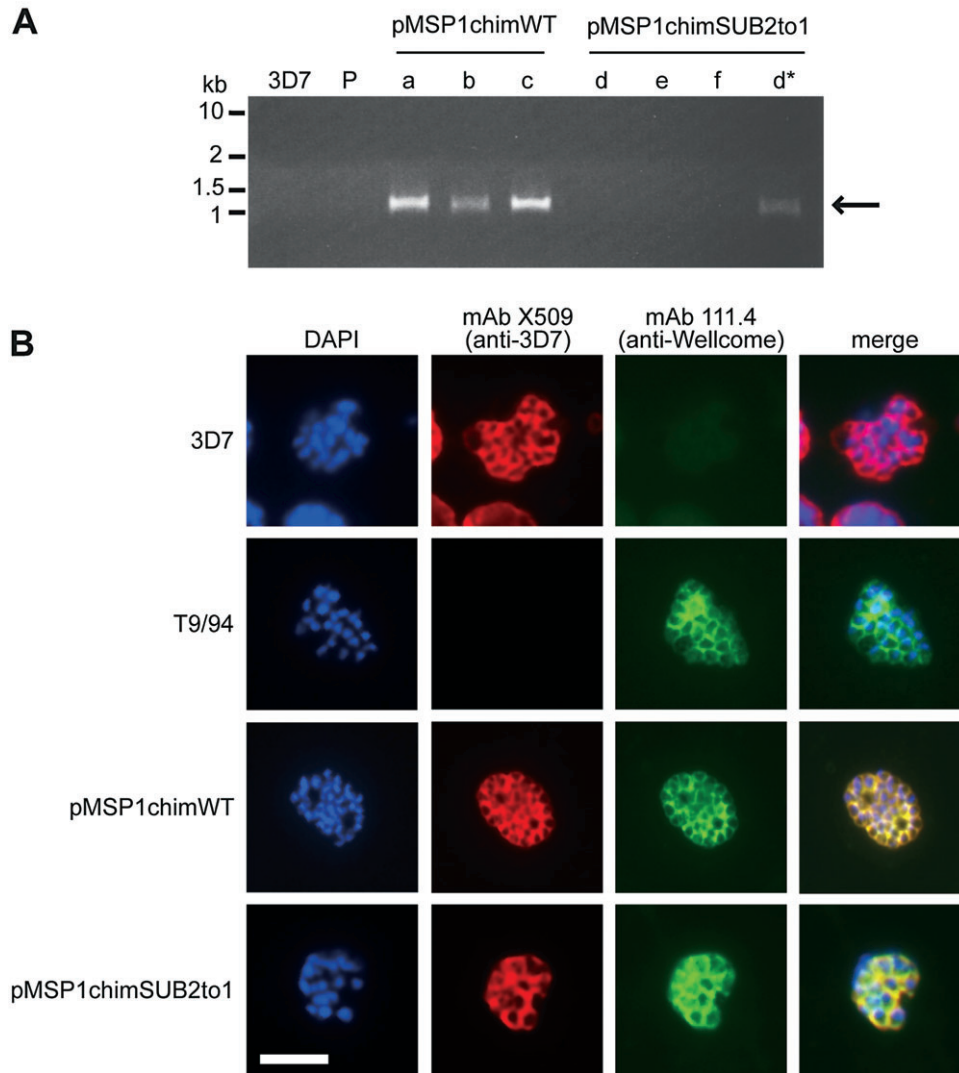 A
pMSP1chimWT pMSP1chimSUB2to1
kb 3D7 P a b c d e f d*
10
2
1.5
1
B
DAPI mAb X509 (anti-3D7) mAb 111.4 (anti-Wellcome) merge
3D7
T9/94
pMSP1chimWT
pMSP1chimSUB2to1